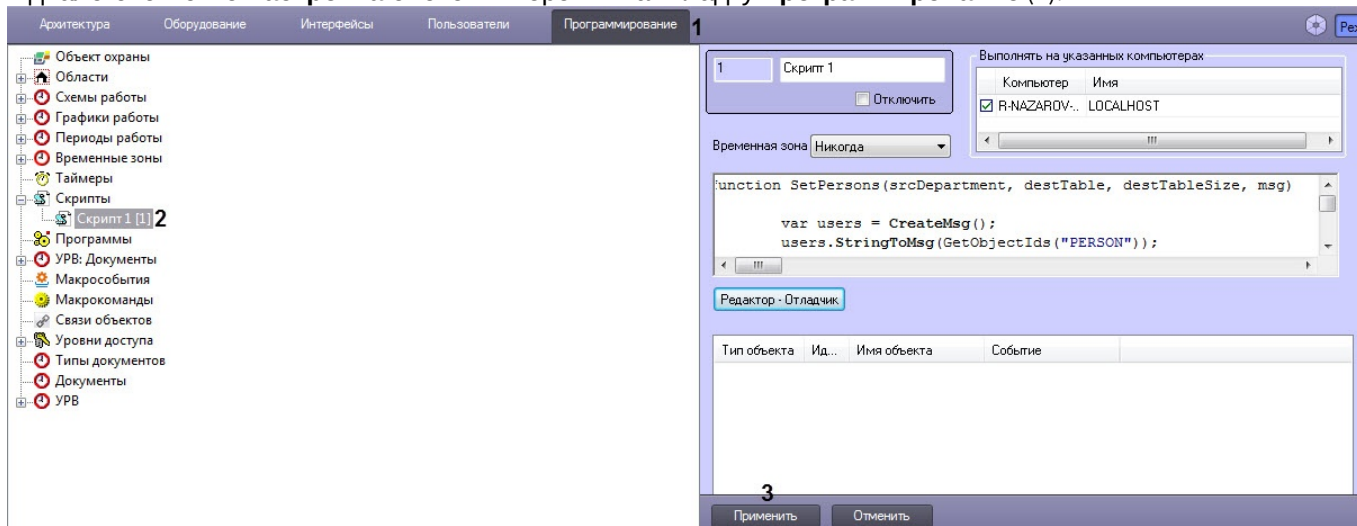 Архитектура Оборудование Интерфейсы Пользователи Программирование 1
Объект охраны
Области
Схемы работы
Графики работы
Периоды работы
Временные зоны
Таймеры
Скрипты
Скрипт 1 [1] 2
Программы
УРВ: Документы
Макрособытия
Макрокоманды
Связи объектов
Уровни доступа
Типы документов
Документы
УРВ
1 Скрипт 1
Отключить
Выполнять на указанных компьютерах
Компьютер Имя
R-NAZAROV-.. LOCALHOST
Временная зона Никогда
unction SetPersons(srcDepartment, destTable, destTableSize, msg)
var users = CreateMsg();
users.StringToMsg(GetObjectIds("PERSON"));
Редактор - Отладчик
Тип объекта Ид... Имя объекта Событие
3
Применить Отменить